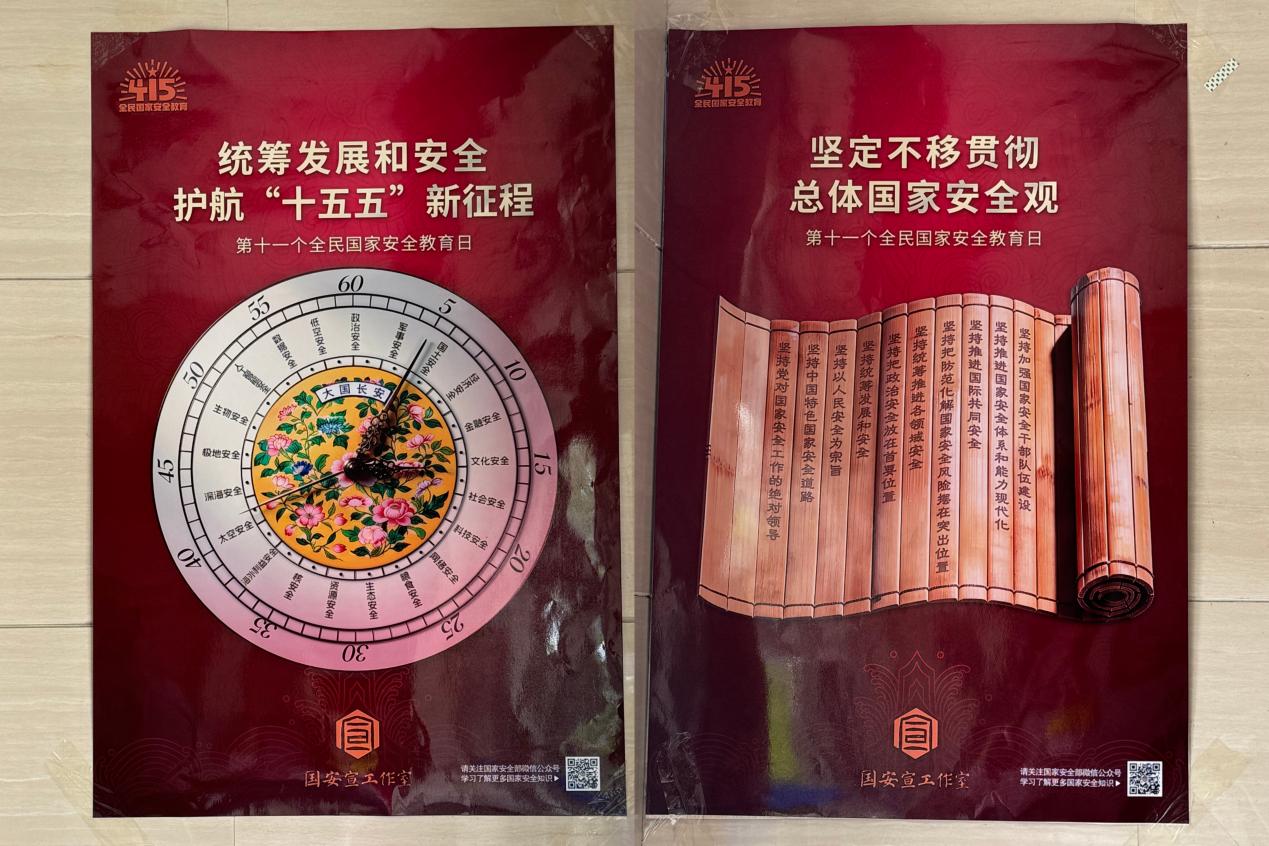 415
全民国家安全教育
统筹发展和安全
护航“十五五”新征程
第十一个全民国家安全教育日
60
5
10
15
20
25
30
35
40
45
50
55
政治安全
军事安全
国土安全
经济安全
金融安全
文化安全
社会安全
科技安全
网络安全
粮食安全
生态安全
资源安全
核安全
海外利益安全
太空安全
深海安全
极地安全
生物安全
人工智能安全
数据安全
低空安全
大国长安
国安宣工作室
请关注国家安全部微信公众号
学习了解更多国家安全知识▶
415
全民国家安全教育
坚定不移贯彻
总体国家安全观
第十一个全民国家安全教育日
坚持党对国家安全工作的绝对领导
坚持中国特色国家安全道路
坚持以人民安全为宗旨
坚持统筹发展和安全
坚持把政治安全放在首要位置
坚持统筹推进各领域安全
坚持把防范化解国家安全风险摆在突出位置
坚持推进国际共同安全
坚持推进国家安全体系和能力现代化
坚持加强国家安全干部队伍建设
国安宣工作室
请关注国家安全部微信公众号
学习了解更多国家安全知识▶